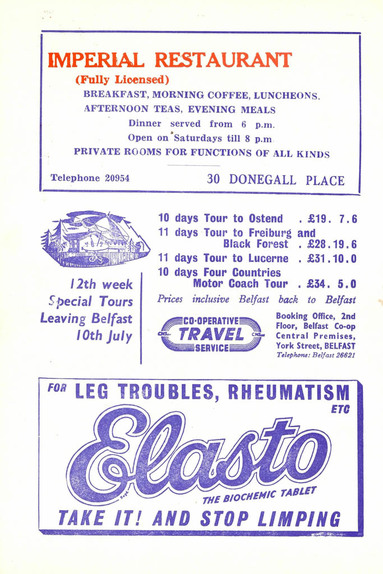 IMPERIAL RESTAURANT
(Fully Licensed)
BREAKFAST, MORNING COFFEE, LUNCHEONS,
AFTERNOON TEAS, EVENING MEALS
Dinner served from 6 p.m.
Open on Saturdays till 8 p.m
PRIVATE ROOMS FOR FUNCTIONS OF ALL KINDS
Telephone 20954 30 DONEGALL PLACE
12th week
Special Tours
Leaving Belfast
10th July
10 days Tour to Ostend . £19. 7.6
11 days Tour to Freiburg and
Black Forest . £28.19.6
11 days Tour to Lucerne . £31.10.0
10 days Four Countries
Motor Coach Tour . £34. 5.0
Prices inclusive Belfast back to Belfast
CO-OPERATIVE
CWS TRAVEL CWS
SERVICE
Booking Office, 2nd
Floor, Belfast Co-op
Central Premises,
York Street, BELFAST
Telephone: Belfast 26621
FOR LEG TROUBLES, RHEUMATISM
ETC
Elasto
THE BIOCHEMIC TABLET
TAKE IT! AND STOP LIMPING